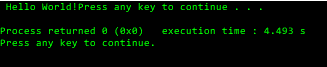 Hello World!Press any key to continue . . .
Process returned 0 (0x0)   execution time : 4.493 s
Press any key to continue.